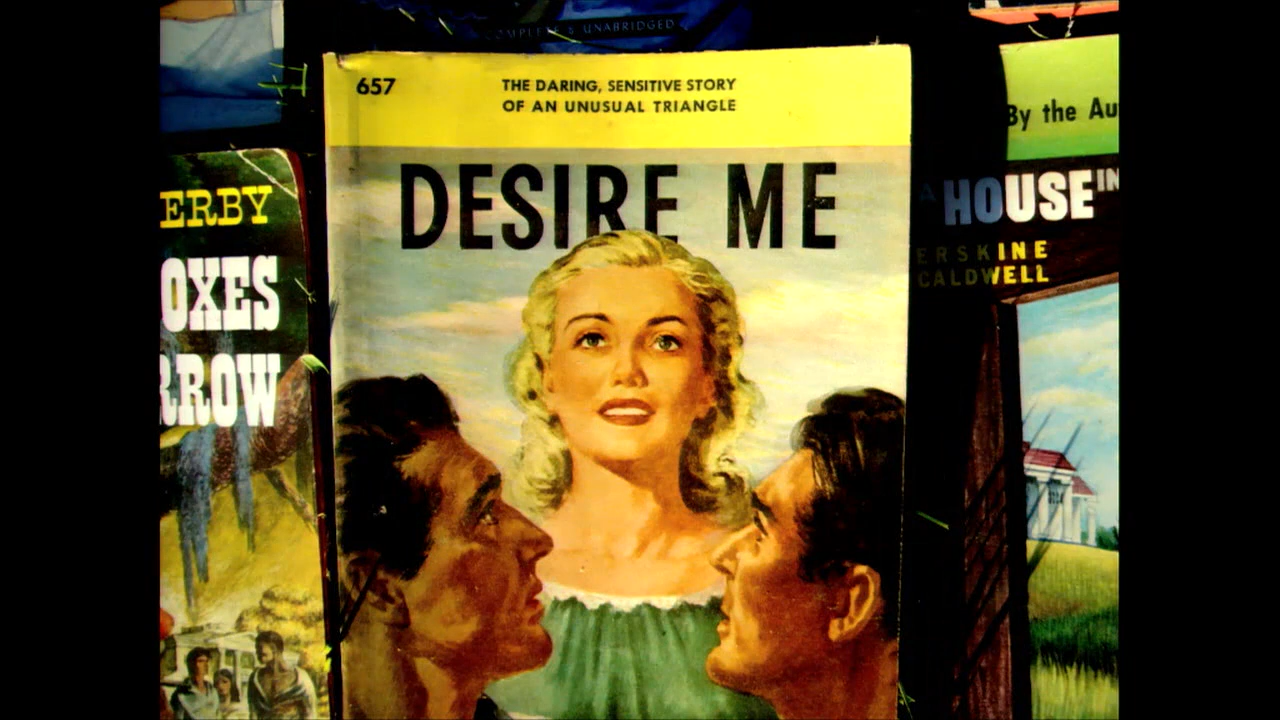 COMPLETE & UNABRIDGED
657
THE DARING, SENSITIVE STORY
OF AN UNUSUAL TRIANGLE
DESIRE ME
ERBY
OXES
RROW
By the Au
A HOUSE IN
ERSKINE
CALDWELL